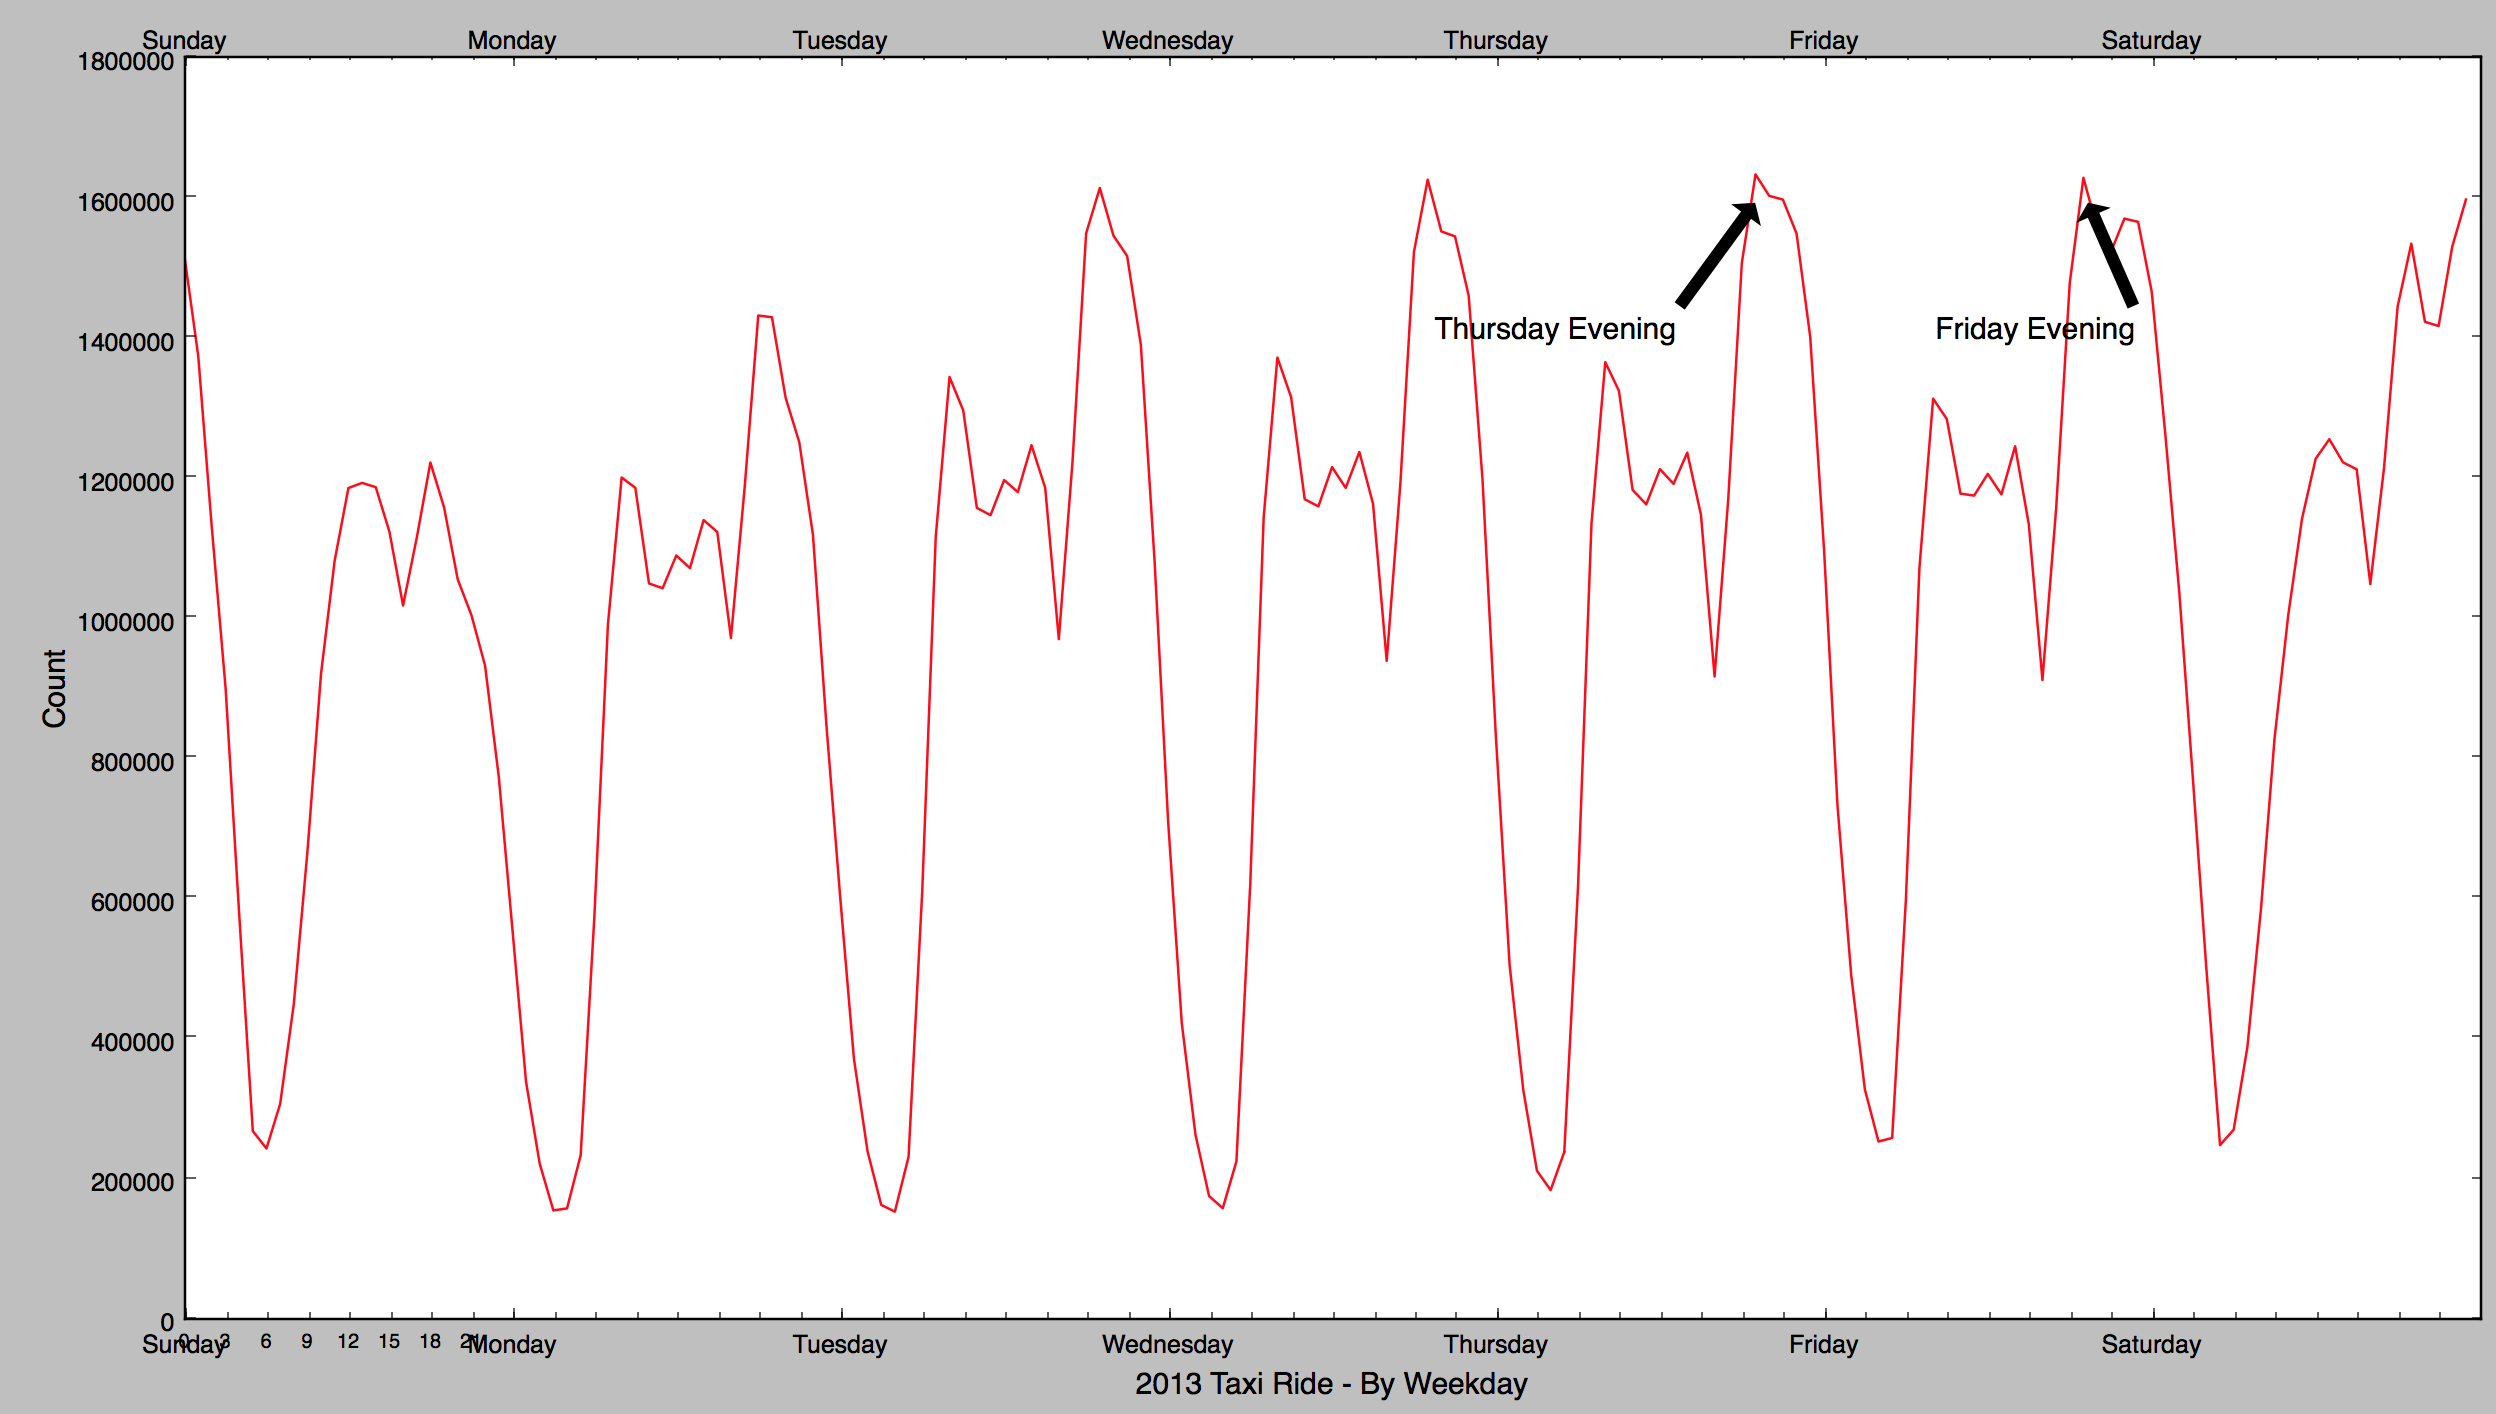 Sunday Monday Tuesday Wednesday Thursday Friday Saturday
1800000
1600000
1400000
1200000
1000000
800000
600000
400000
200000
0
Count
Thursday Evening
Friday Evening
0 3 6 9 12 15 18 21
Sunday Monday Tuesday Wednesday Thursday Friday Saturday
2013 Taxi Ride - By Weekday